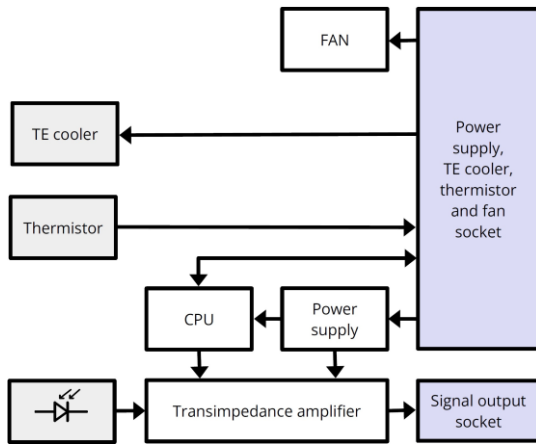 FAN
Power
supply,
TE cooler,
thermistor
and fan
socket
TE cooler
Thermistor
CPU
Power
supply
Transimpedance amplifier
Signal output
socket